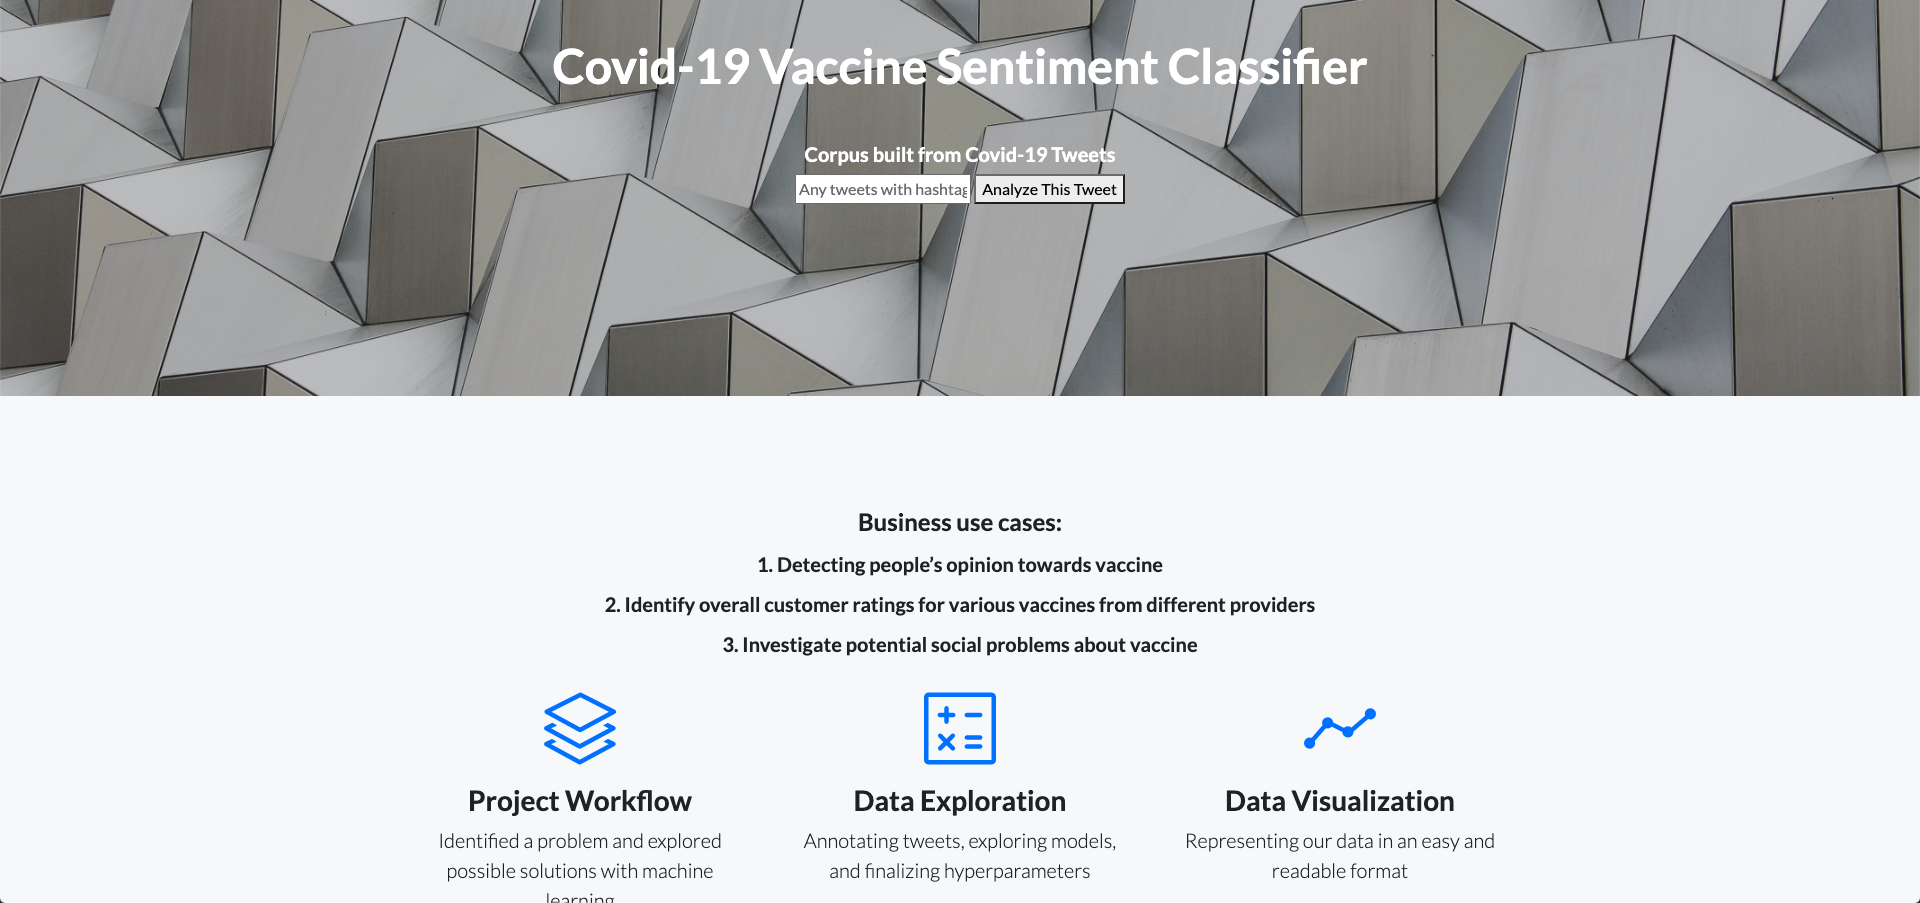 Covid-19 Vaccine Sentiment Classifier
Corpus built from Covid-19 Tweets
Any tweets with hashtag Analyze This Tweet
Business use cases:
1. Detecting people’s opinion towards vaccine
2. Identify overall customer ratings for various vaccines from different providers
3. Investigate potential social problems about vaccine
Project Workflow
Identified a problem and explored
possible solutions with machine
learning
Data Exploration
Annotating tweets, exploring models,
and finalizing hyperparameters
Data Visualization
Representing our data in an easy and
readable format